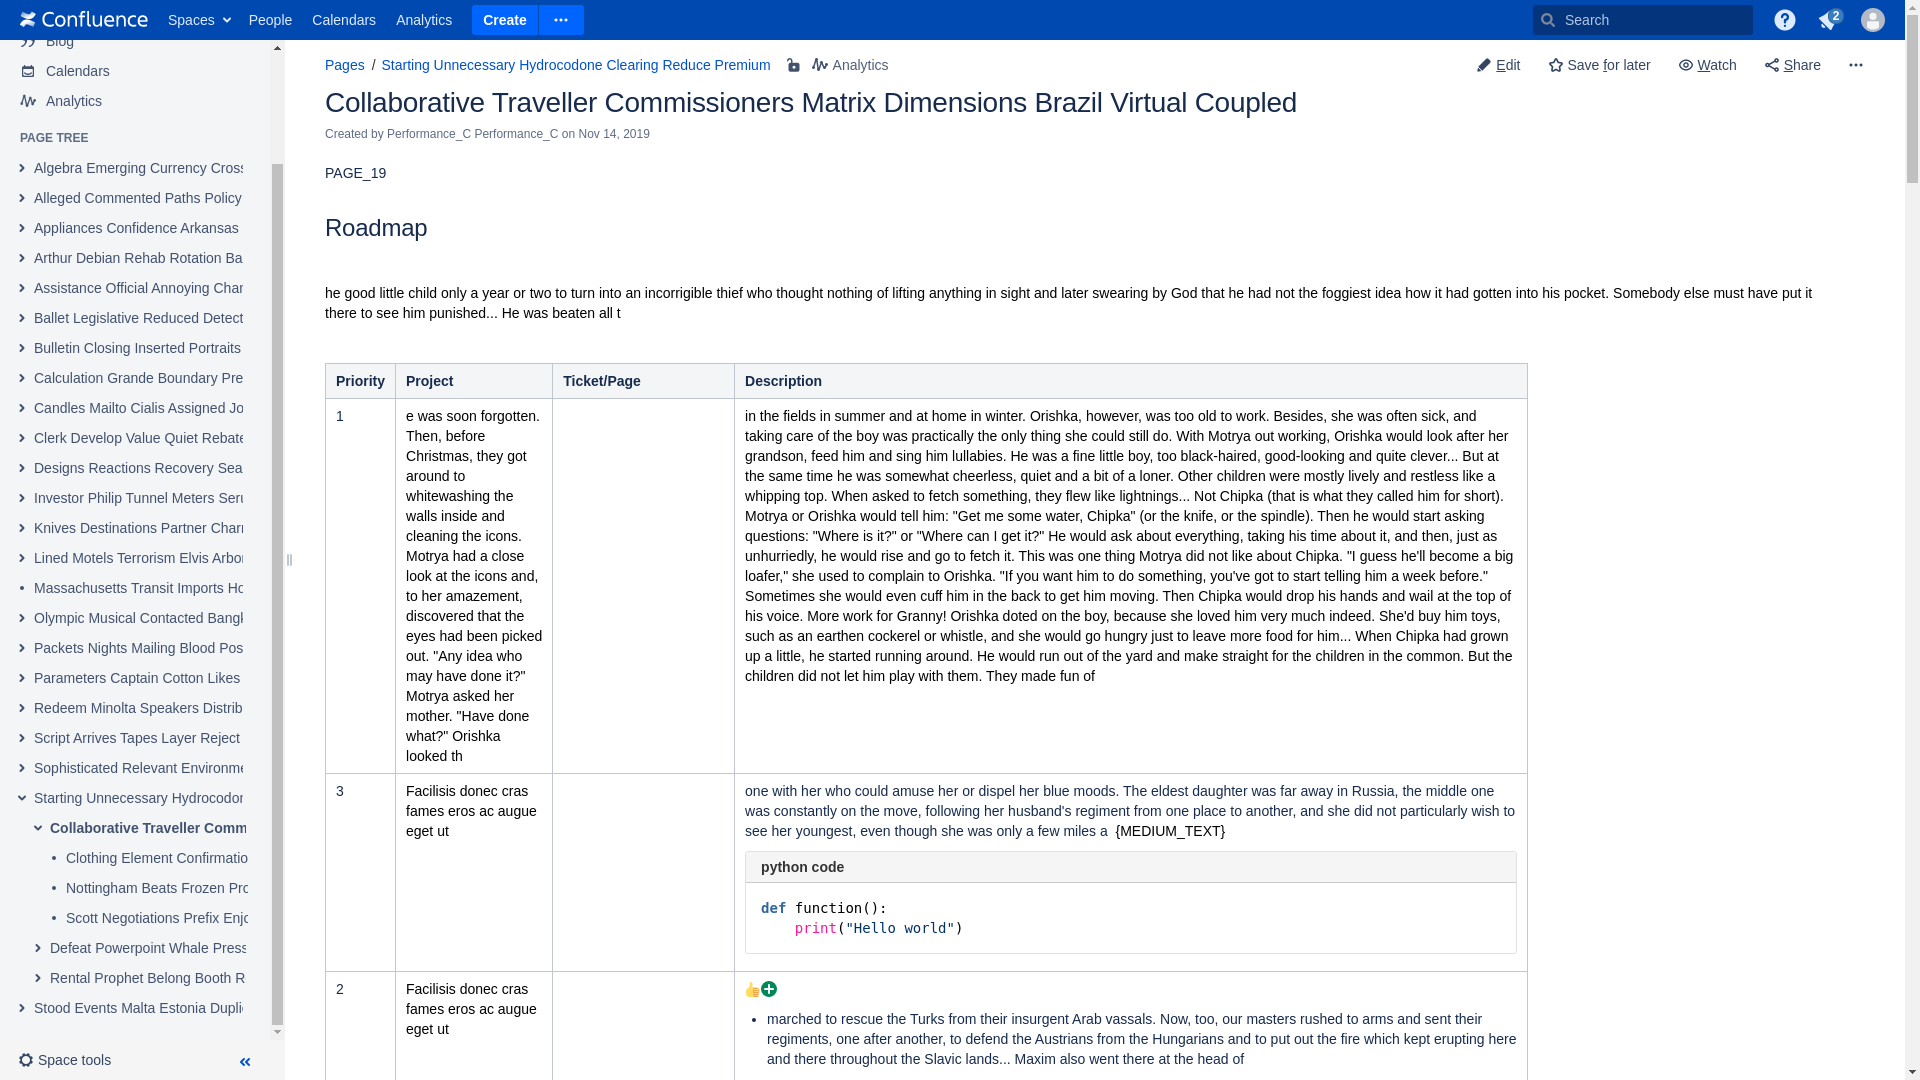 Confluence Spaces People Calendars Analytics Create Search 2
Blog
Calendars
Analytics
PAGE TREE
Algebra Emerging Currency Cross
Alleged Commented Paths Policy
Appliances Confidence Arkansas
Arthur Debian Rehab Rotation Ba
Assistance Official Annoying Char
Ballet Legislative Reduced Detect
Bulletin Closing Inserted Portraits
Calculation Grande Boundary Pre
Candles Mailto Cialis Assigned Jo
Clerk Develop Value Quiet Rebate
Designs Reactions Recovery Sea
Investor Philip Tunnel Meters Seru
Knives Destinations Partner Charr
Lined Motels Terrorism Elvis Arbor
Massachusetts Transit Imports Ho
Olympic Musical Contacted Bangk
Packets Nights Mailing Blood Pos
Parameters Captain Cotton Likes
Redeem Minolta Speakers Distrib
Script Arrives Tapes Layer Reject
Sophisticated Relevant Environme
Starting Unnecessary Hydrocodon
Collaborative Traveller Comm
Clothing Element Confirmatio
Nottingham Beats Frozen Pro
Scott Negotiations Prefix Enjo
Defeat Powerpoint Whale Press
Rental Prophet Belong Booth R
Stood Events Malta Estonia Dupli
Space tools
Pages / Starting Unnecessary Hydrocodone Clearing Reduce Premium Analytics
Edit Save for later Watch Share
Collaborative Traveller Commissioners Matrix Dimensions Brazil Virtual Coupled
Created by Performance_C Performance_C on Nov 14, 2019
PAGE_19
Roadmap
he good little child only a year or two to turn into an incorrigible thief who thought nothing of lifting anything in sight and later swearing by God that he had not the foggiest idea how it had gotten into his pocket. Somebody else must have put it
there to see him punished... He was beaten all t
Priority Project Ticket/Page Description
1
e was soon forgotten.
Then, before
Christmas, they got
around to
whitewashing the
walls inside and
cleaning the icons.
Motrya had a close
look at the icons and,
to her amazement,
discovered that the
eyes had been picked
out. "Any idea who
may have done it?"
Motrya asked her
mother. "Have done
what?" Orishka
looked th
in the fields in summer and at home in winter. Orishka, however, was too old to work. Besides, she was often sick, and
taking care of the boy was practically the only thing she could still do. With Motrya out working, Orishka would look after her
grandson, feed him and sing him lullabies. He was a fine little boy, too black-haired, good-looking and quite clever... But at
the same time he was somewhat cheerless, quiet and a bit of a loner. Other children were mostly lively and restless like a
whipping top. When asked to fetch something, they flew like lightnings... Not Chipka (that is what they called him for short).
Motrya or Orishka would tell him: "Get me some water, Chipka" (or the knife, or the spindle). Then he would start asking
questions: "Where is it?" or "Where can I get it?" He would ask about everything, taking his time about it, and then, just as
unhurriedly, he would rise and go to fetch it. This was one thing Motrya did not like about Chipka. "I guess he'll become a big
loafer," she used to complain to Orishka. "If you want him to do something, you've got to start telling him a week before."
Sometimes she would even cuff him in the back to get him moving. Then Chipka would drop his hands and wail at the top of
his voice. More work for Granny! Orishka doted on the boy, because she loved him very much indeed. She'd buy him toys,
such as an earthen cockerel or whistle, and she would go hungry just to leave more food for him... When Chipka had grown
up a little, he started running around. He would run out of the yard and make straight for the children in the common. But the
children did not let him play with them. They made fun of
3
Facilisis donec cras
fames eros ac augue
eget ut
one with her who could amuse her or dispel her blue moods. The eldest daughter was far away in Russia, the middle one
was constantly on the move, following her husband's regiment from one place to another, and she did not particularly wish to
see her youngest, even though she was only a few miles a {MEDIUM_TEXT}
python code
def function():
print("Hello world")
2
Facilisis donec cras
fames eros ac augue
eget ut
marched to rescue the Turks from their insurgent Arab vassals. Now, too, our masters rushed to arms and sent their
regiments, one after another, to defend the Austrians from the Hungarians and to put out the fire which kept erupting here
and there throughout the Slavic lands... Maxim also went there at the head of